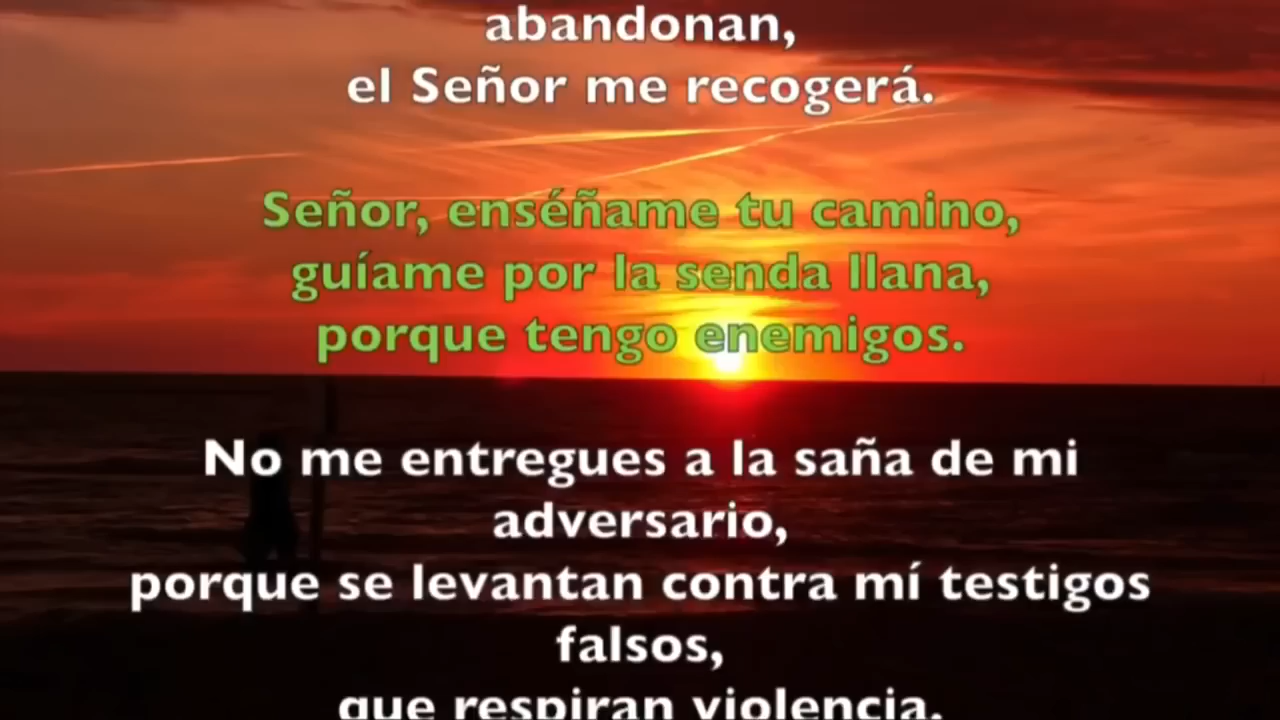 abandonan,
el Señor me recogerá.
Señor, enséñame tu camino,
guíame por la senda llana,
porque tengo enemigos.
No me entregues a la saña de mi
adversario,
porque se levantan contra mí testigos
falsos,
que respiran violencia.